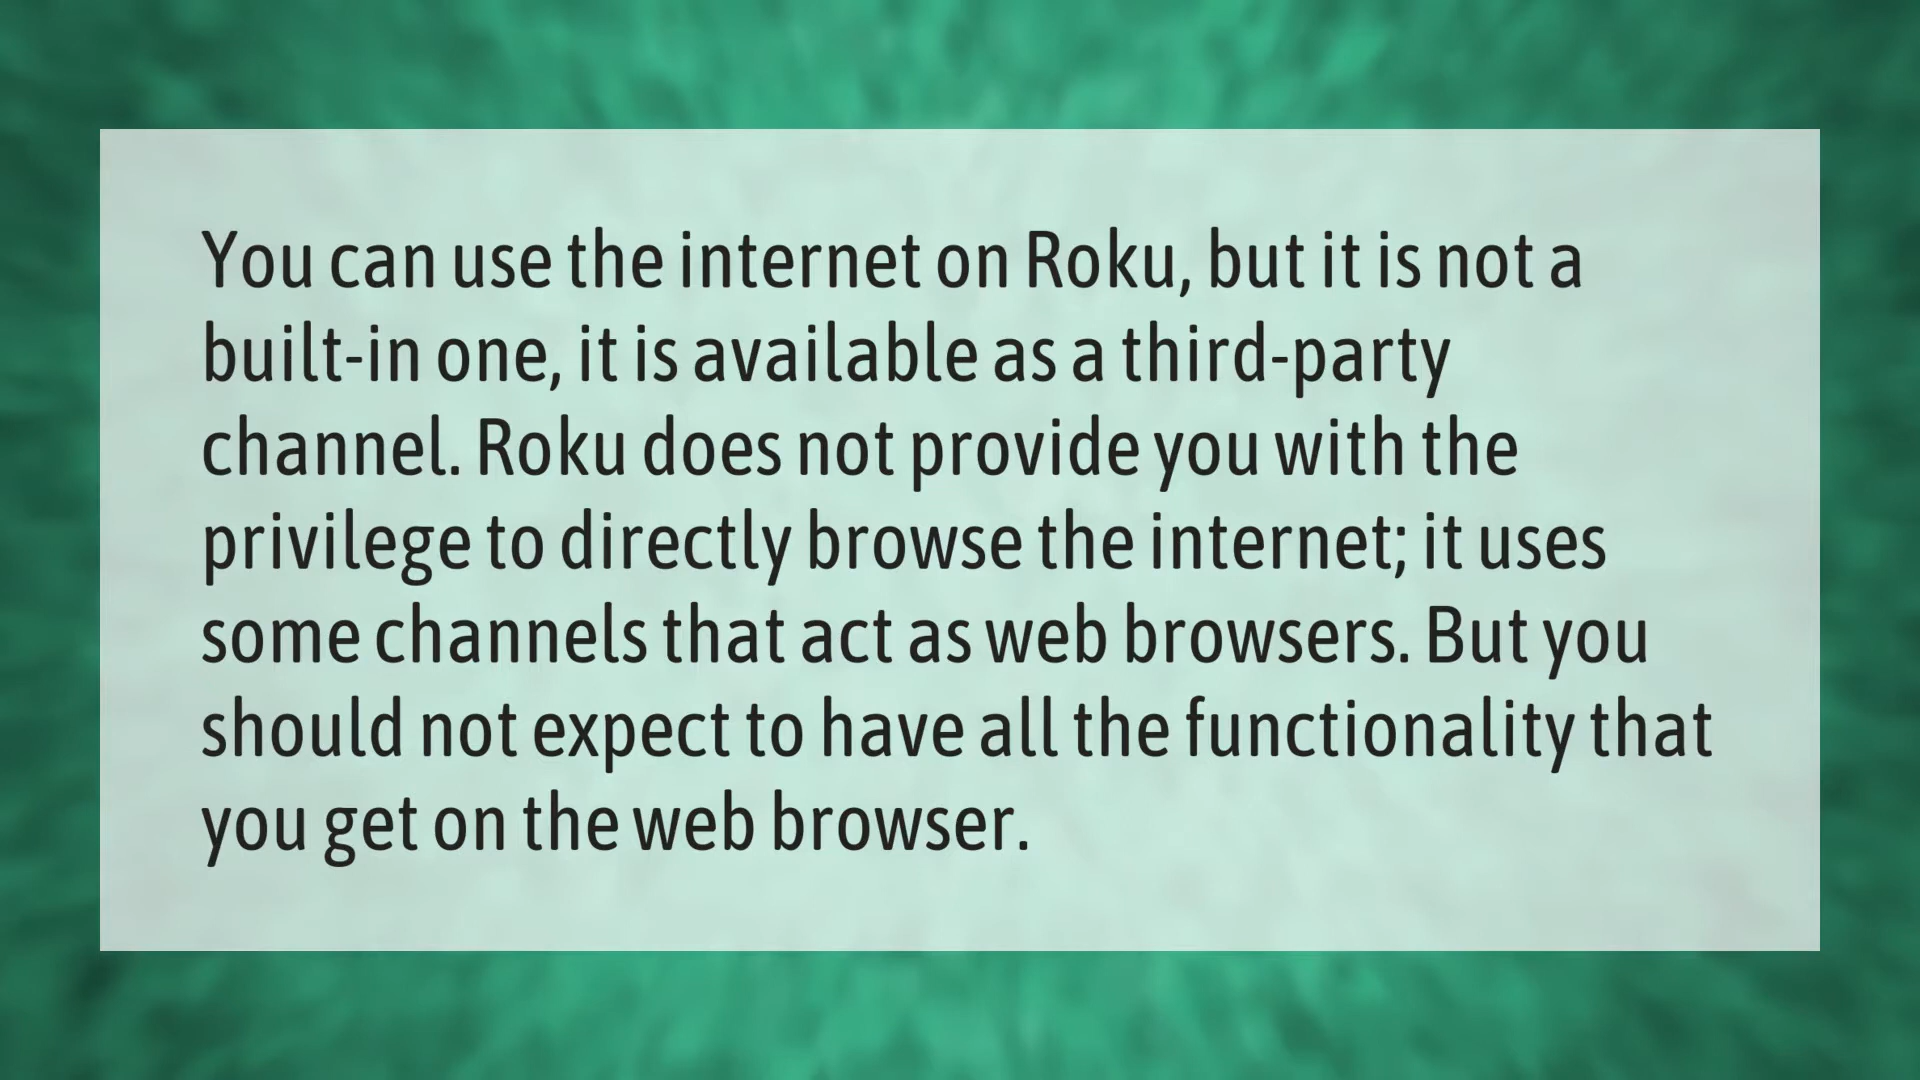 You can use the internet on Roku, but it is not a
built-in one, it is available as a third-party
channel. Roku does not provide you with the
privilege to directly browse the internet; it uses
some channels that act as web browsers. But you
should not expect to have all the functionality that
you get on the web browser.